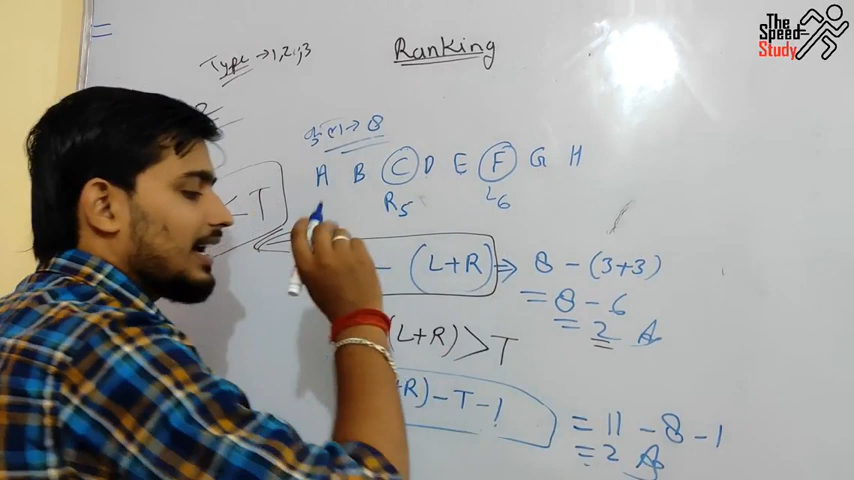 The
Speed
Study
Ranking
Type → 1,2,3
→ 8
A B C D E F G H
R5 L6
< T
- (L+R) ⇒ 8 - (3+3)
= 8 - 6
= 2 A
(L+R) > T
R) - T - 1
= 11 - 8 - 1
= 2 A